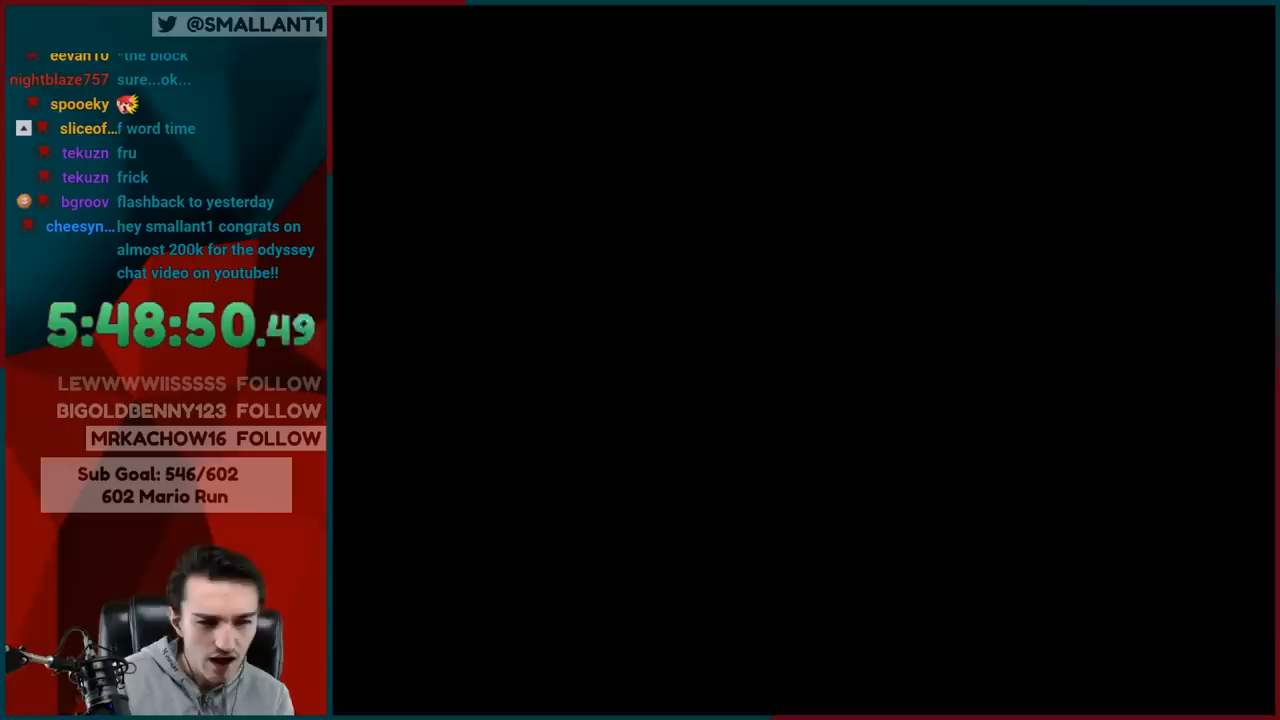 @SMALLANT1
eevan10 *the block
nightblaze757 sure...ok...
spooeky
sliceof... f word time
tekuzn fru
tekuzn frick
bgroov flashback to yesterday
cheesyn... hey smallant1 congrats on
almost 200k for the odyssey
chat video on youtube!!
5:48:50.49
LEWWWWIISSSSS FOLLOW
BIGOLDBENNY123 FOLLOW
MRKACHOW16 FOLLOW
Sub Goal: 546/602
602 Mario Run